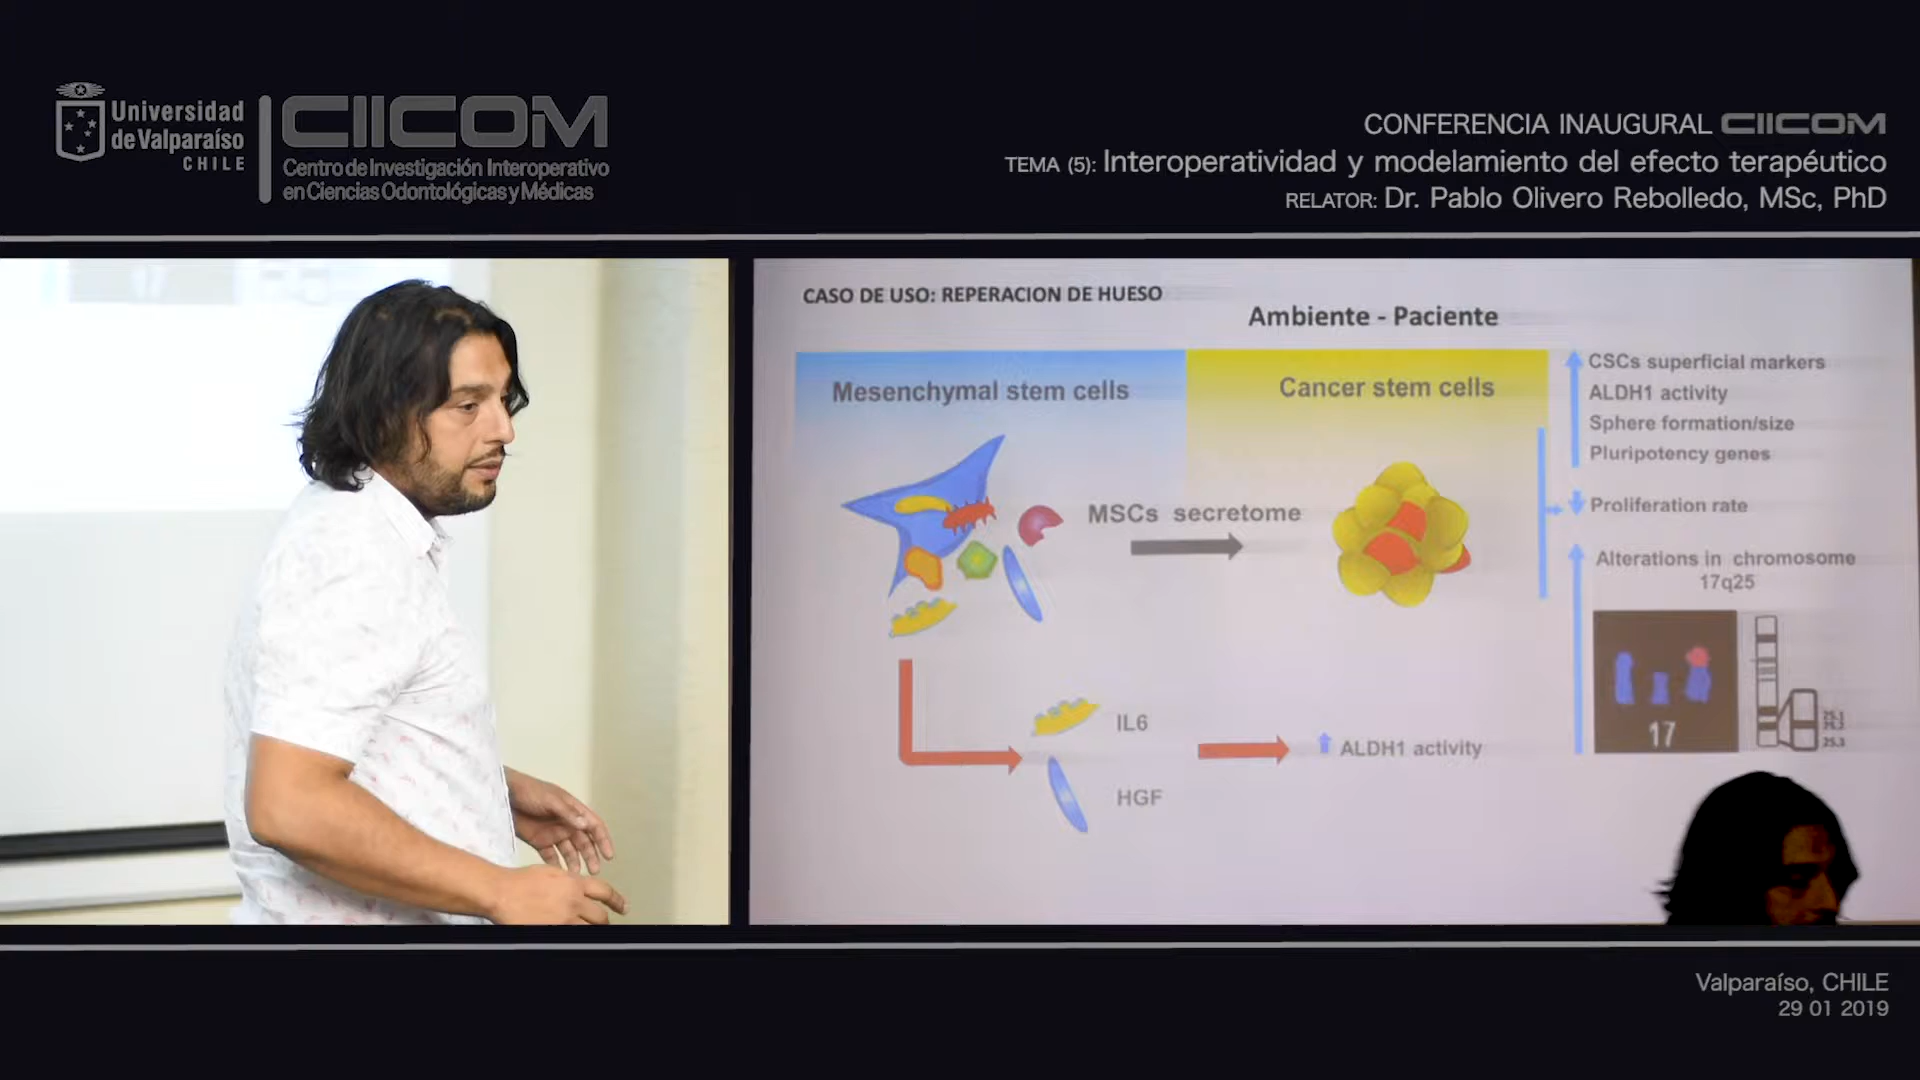 Universidad
de Valparaíso
CHILE
CIICOM
Centro de Investigación Interoperativo
en Ciencias Odontológicas y Médicas
CONFERENCIA INAUGURAL CIICOM
TEMA (5): Interoperatividad y modelamiento del efecto terapéutico
RELATOR: Dr. Pablo Olivero Rebolledo, MSc, PhD
CASO DE USO: REPERACION DE HUESO
Ambiente - Paciente
Mesenchymal stem cells
Cancer stem cells
CSCs superficial markers
ALDH1 activity
Sphere formation/size
Pluripotency genes
MSCs secretome
Proliferation rate
Alterations in chromosome
17q25
17
25.3
IL6
HGF
ALDH1 activity
Valparaíso, CHILE
29 01 2019